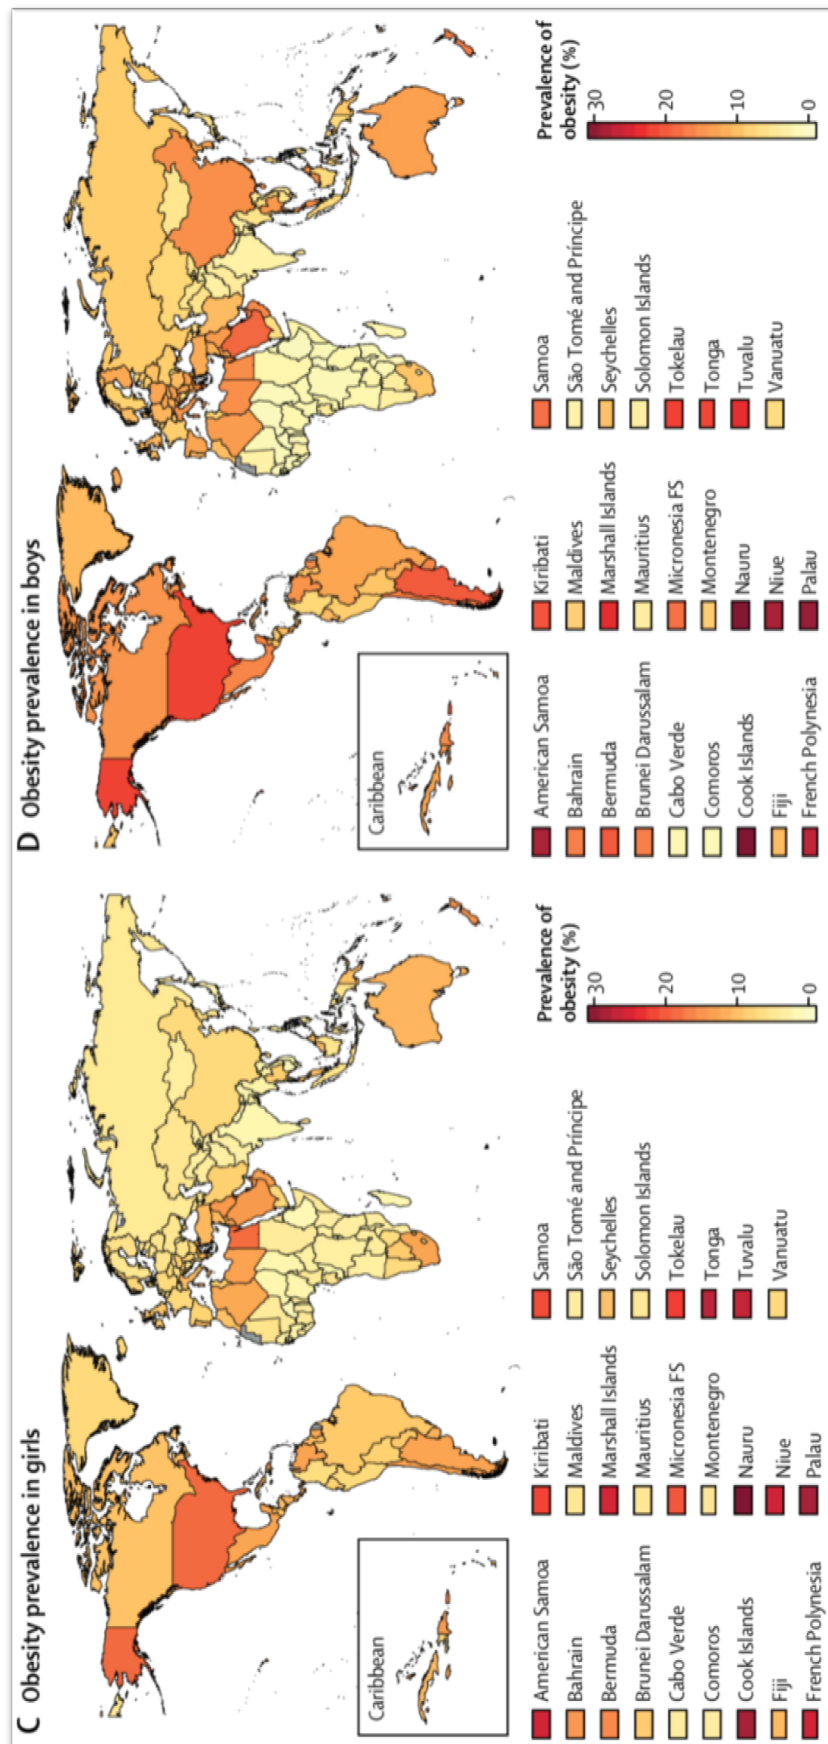 C Obesity prevalence in girls
Caribbean
American Samoa
Bahrain
Bermuda
Brunei Darussalam
Cabo Verde
Comoros
Cook Islands
Fiji
French Polynesia
Kiribati
Maldives
Marshall Islands
Mauritius
Micronesia FS
Montenegro
Nauru
Niue
Palau
Samoa
São Tomé and Príncipe
Seychelles
Solomon Islands
Tokelau
Tonga
Tuvalu
Vanuatu
Prevalence of
obesity (%)
30
20
10
0
D Obesity prevalence in boys
Caribbean
American Samoa
Bahrain
Bermuda
Brunei Darussalam
Cabo Verde
Comoros
Cook Islands
Fiji
French Polynesia
Kiribati
Maldives
Marshall Islands
Mauritius
Micronesia FS
Montenegro
Nauru
Niue
Palau
Samoa
São Tomé and Príncipe
Seychelles
Solomon Islands
Tokelau
Tonga
Tuvalu
Vanuatu
Prevalence of
obesity (%)
30
20
10
0